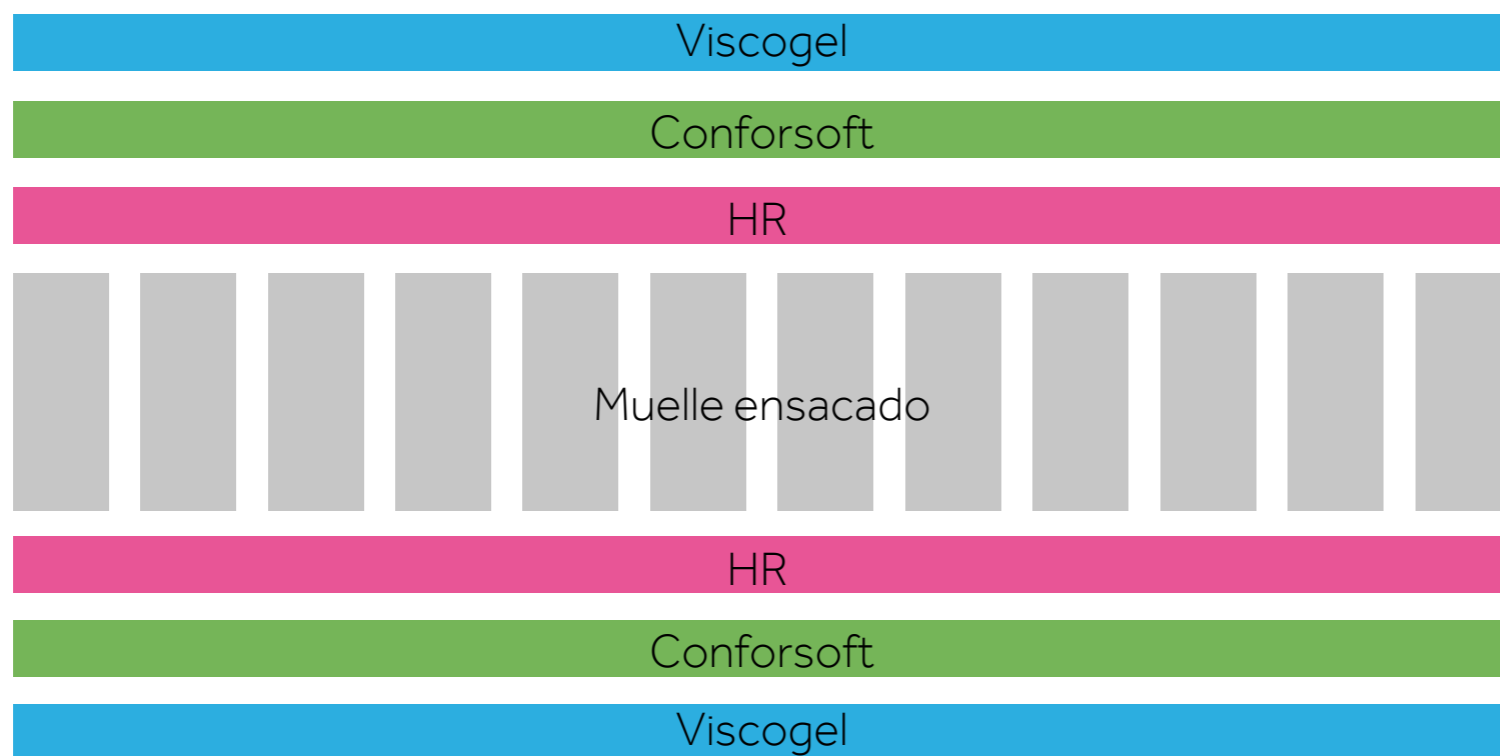 Viscogel
Conforsoft
HR
Muelle ensacado
HR
Conforsoft
Viscogel